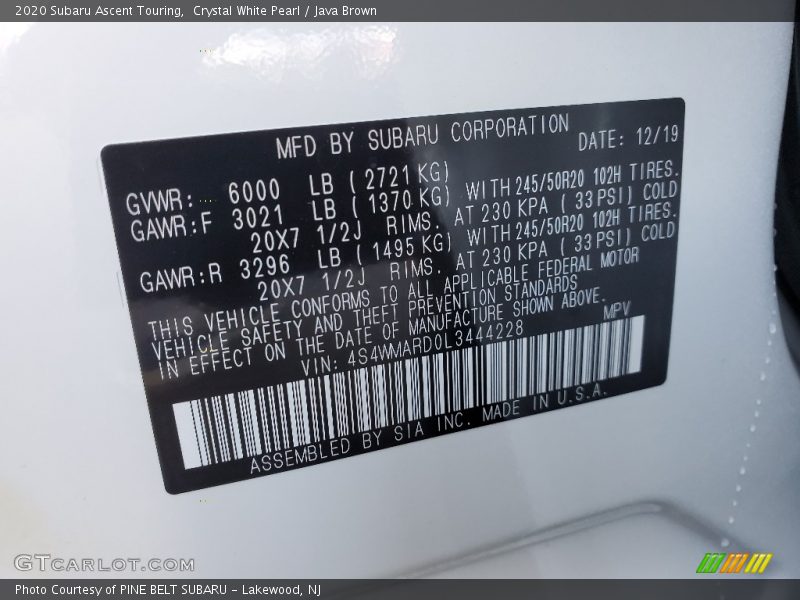 2020 Subaru Ascent Touring, Crystal White Pearl / Java Brown
MFD BY SUBARU CORPORATION DATE: 12/19
GVWR: 6000 LB ( 2721 KG)
GAWR:F 3021 LB ( 1370 KG) WITH 245/50R20 102H TIRES.
20X7 1/2J RIMS. AT 230 KPA ( 33 PSI) COLD
GAWR:R 3296 LB ( 1495 KG) WITH 245/50R20 102H TIRES.
20X7 1/2J RIMS. AT 230 KPA ( 33 PSI) COLD
THIS VEHICLE CONFORMS TO ALL APPLICABLE FEDERAL MOTOR
VEHICLE SAFETY AND THEFT PREVENTION STANDARDS
IN EFFECT ON THE DATE OF MANUFACTURE SHOWN ABOVE.
VIN: 4S4WMARD0L3444228 MPV
ASSEMBLED BY SIA INC. MADE IN U.S.A.
GTCARLOT.COM
Photo Courtesy of PINE BELT SUBARU - Lakewood, NJ